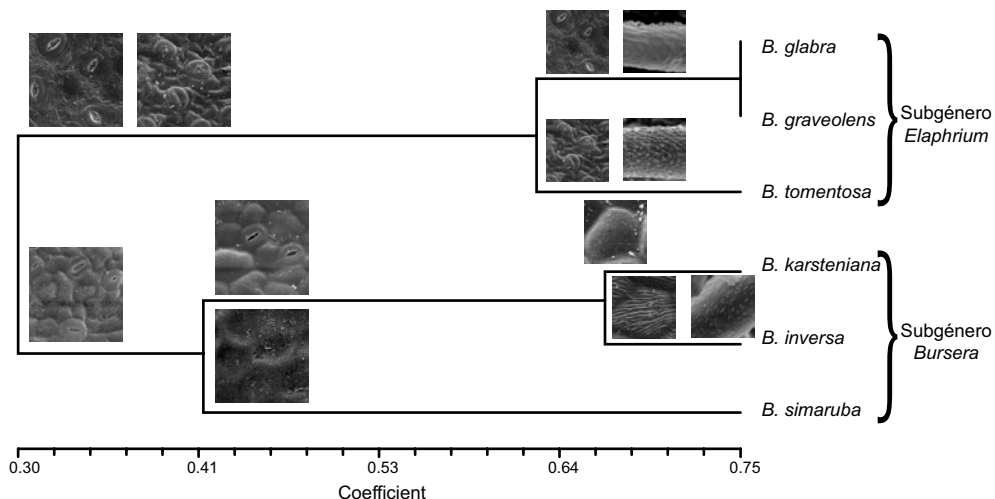 B. glabra
B. graveolens
Subgénero
Elaphrium
B. tomentosa
B. karsteniana
B. inversa
Subgénero
Bursera
B. simaruba
0.30 0.41 0.53 0.64 0.75
Coefficient